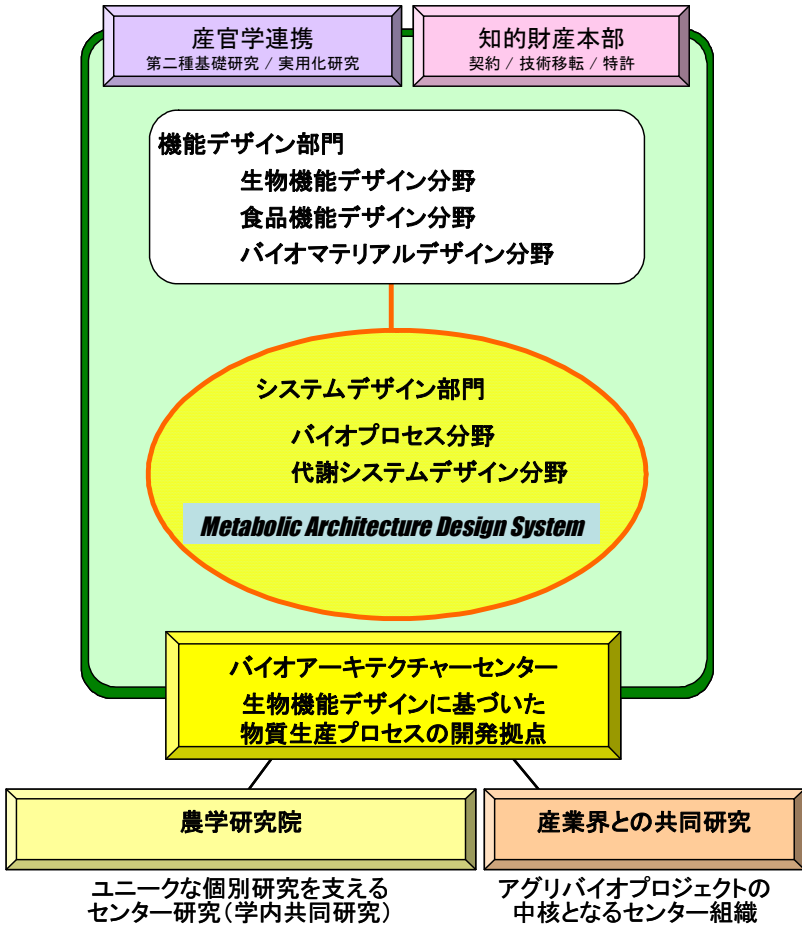 産官学連携
第二種基礎研究 / 実用化研究
知的財産本部
契約 / 技術移転 / 特許
機能デザイン部門
生物機能デザイン分野
食品機能デザイン分野
バイオマテリアルデザイン分野
システムデザイン部門
バイオプロセス分野
代謝システムデザイン分野
Metabolic Architecture Design System
バイオアーキテクチャーセンター
生物機能デザインに基づいた
物質生産プロセスの開発拠点
農学研究院
ユニークな個別研究を支える
センター研究（学内共同研究）
産業界との共同研究
アグリバイオプロジェクトの
中核となるセンター組織